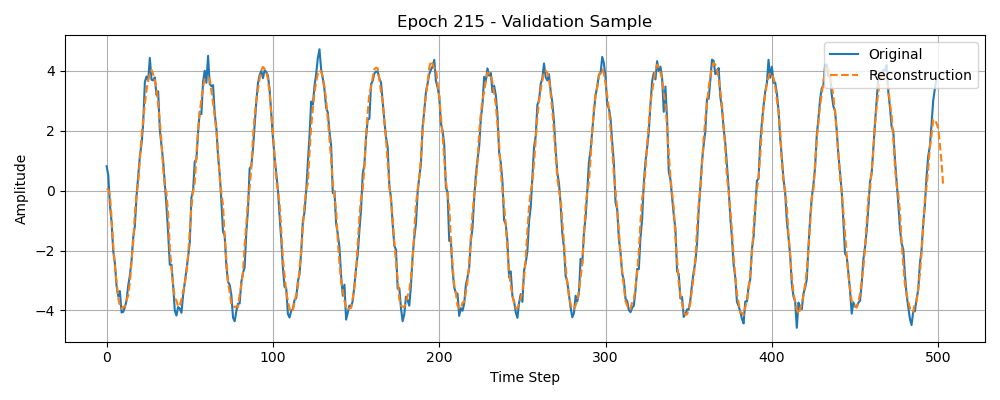 Epoch 215 - Validation Sample
Original
Reconstruction
Amplitude
4
2
0
−2
−4
0 100 200 300 400 500
Time Step